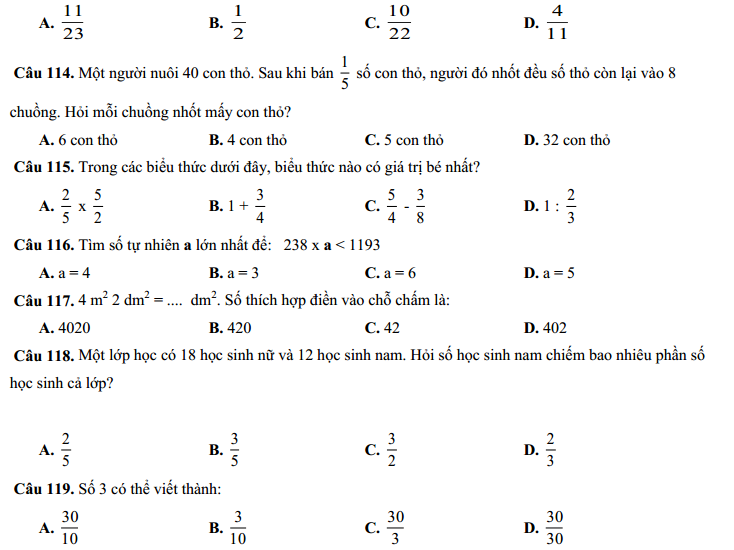 A. 11/23 B. 1/2 C. 10/22 D. 4/11
Câu 114. Một người nuôi 40 con thỏ. Sau khi bán 1/5 số con thỏ, người đó nhốt đều số thỏ còn lại vào 8
chuồng. Hỏi mỗi chuồng nhốt mấy con thỏ?
A. 6 con thỏ B. 4 con thỏ C. 5 con thỏ D. 32 con thỏ
Câu 115. Trong các biểu thức dưới đây, biểu thức nào có giá trị bé nhất?
A. 2/5 x 5/2 B. 1 + 3/4 C. 5/4 - 3/8 D. 1 : 2/3
Câu 116. Tìm số tự nhiên a lớn nhất để: 238 x a < 1193
A. a = 4 B. a = 3 C. a = 6 D. a = 5
Câu 117. 4 m² 2 dm² = .... dm². Số thích hợp điền vào chỗ chấm là:
A. 4020 B. 420 C. 42 D. 402
Câu 118. Một lớp học có 18 học sinh nữ và 12 học sinh nam. Hỏi số học sinh nam chiếm bao nhiêu phần số
học sinh cả lớp?
A. 2/5 B. 3/5 C. 3/2 D. 2/3
Câu 119. Số 3 có thể viết thành:
A. 30/10 B. 3/10 C. 30/3 D. 30/30